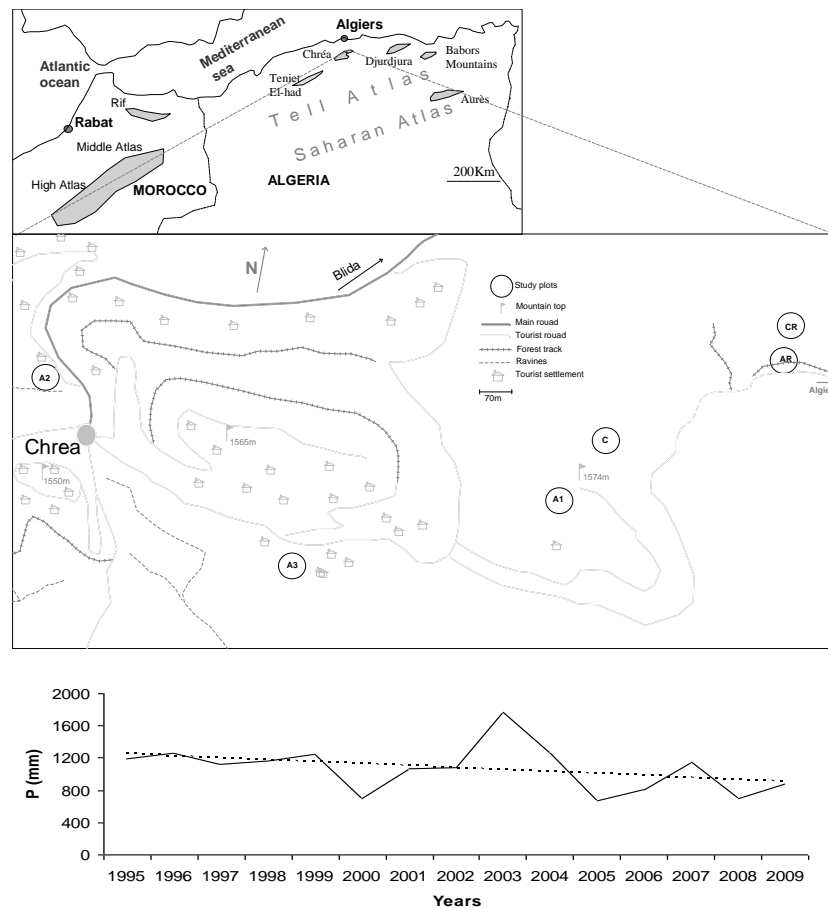 Algiers
Mediterranean
sea
Chréa
Djurdjura
Babors
Mountains
Atlantic
ocean
Teniet
El-had
Rif
Tell Atlas
Aurès
Rabat
Saharan Atlas
Middle Atlas
High Atlas
MOROCCO
ALGERIA
200Km
N
Blida
Study plots
Mountain top
Main rouad
Tourist rouad
Forest track
Ravines
Tourist settlement
70m
CR
AR
Algie
A2
Chrea
1565m
C
1550m
1574m
A1
A3
2000
1600
1200
800
400
0
P (mm)
1995 1996 1997 1998 1999 2000 2001 2002 2003 2004 2005 2006 2007 2008 2009
Years